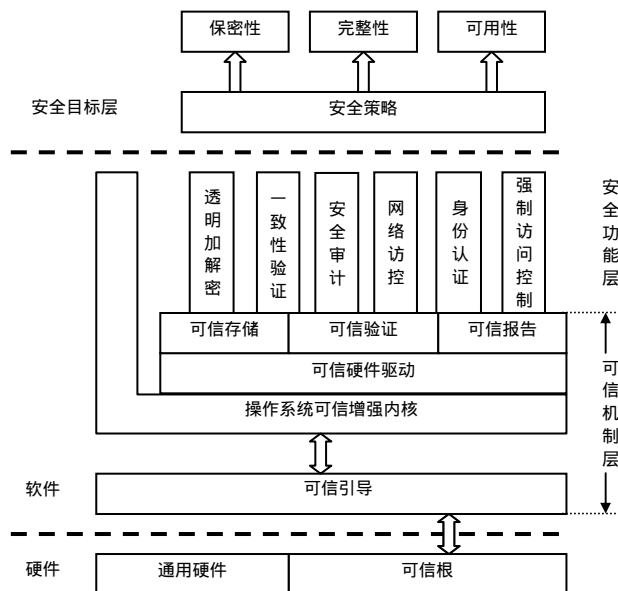 保密性
完整性
可用性
安全目标层
安全策略
透明加解密
一致性验证
安全审计
网络访控
身份认证
强制访问控制
安全功能层
可信存储
可信验证
可信报告
可信硬件驱动
操作系统可信增强内核
可信机制层
软件
可信引导
硬件
通用硬件
可信根